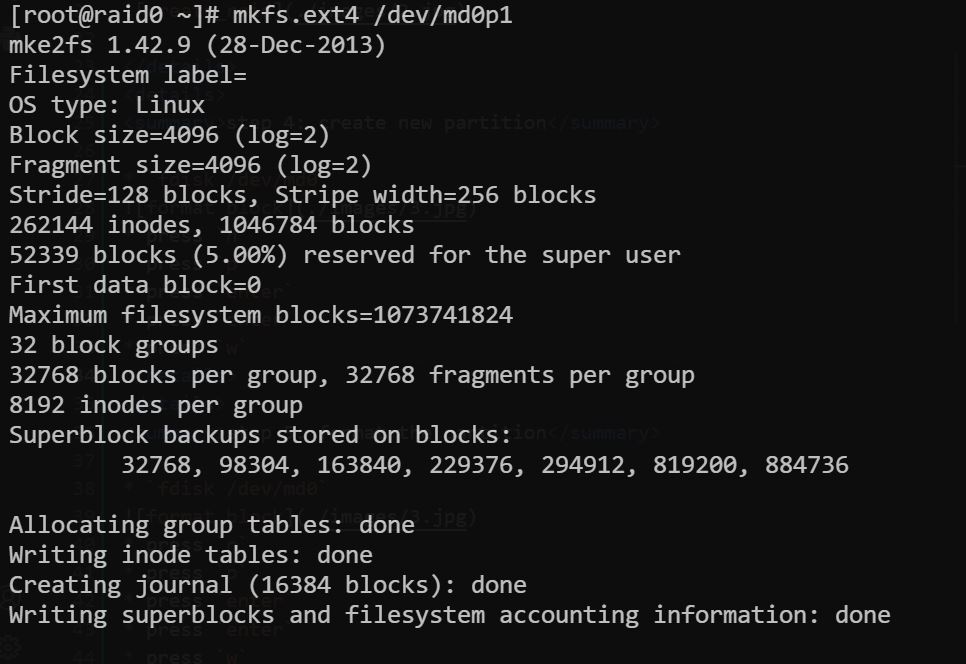 [root@raid0 ~]# mkfs.ext4 /dev/md0p1
mke2fs 1.42.9 (28-Dec-2013)
Filesystem label=
OS type: Linux
Block size=4096 (log=2)
Fragment size=4096 (log=2)
Stride=128 blocks, Stripe width=256 blocks
262144 inodes, 1046784 blocks
52339 blocks (5.00%) reserved for the super user
First data block=0
Maximum filesystem blocks=1073741824
32 block groups
32768 blocks per group, 32768 fragments per group
8192 inodes per group
Superblock backups stored on blocks:
32768, 98304, 163840, 229376, 294912, 819200, 884736
Allocating group tables: done
Writing inode tables: done
Creating journal (16384 blocks): done
Writing superblocks and filesystem accounting information: done